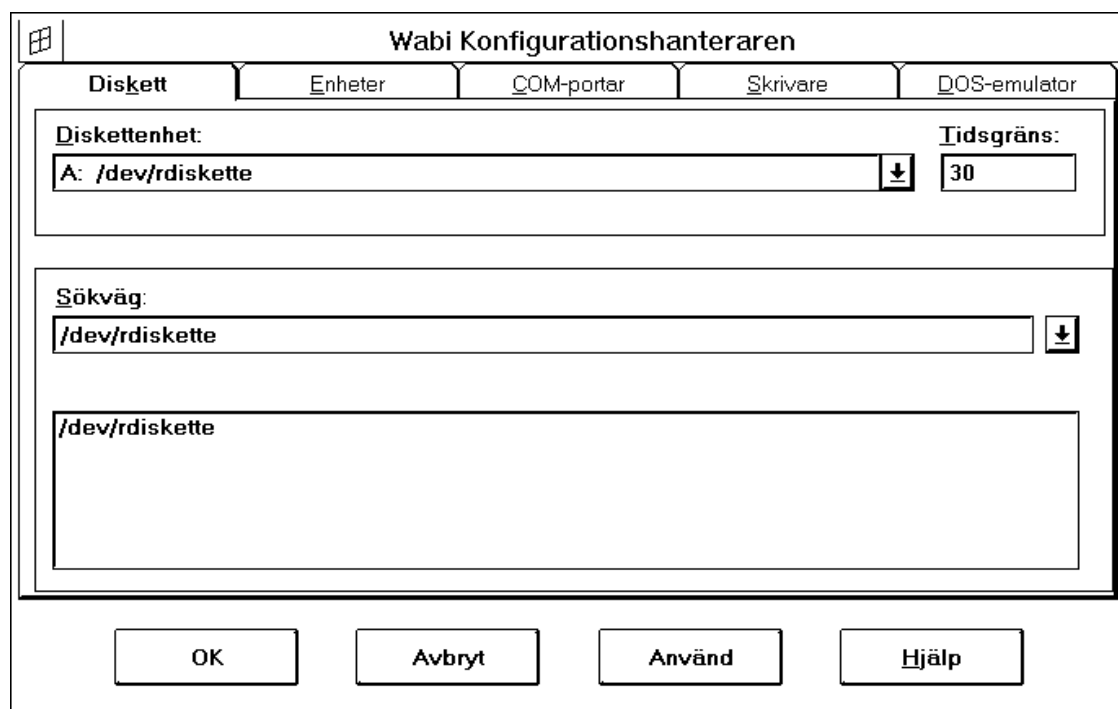 Wabi Konfigurationshanteraren
Diskett Enheter COM-portar Skrivare DOS-emulator
Diskettenhet: Tidsgräns:
A: /dev/rdiskette 30
Sökväg:
/dev/rdiskette
/dev/rdiskette
OK Avbryt Använd Hjälp